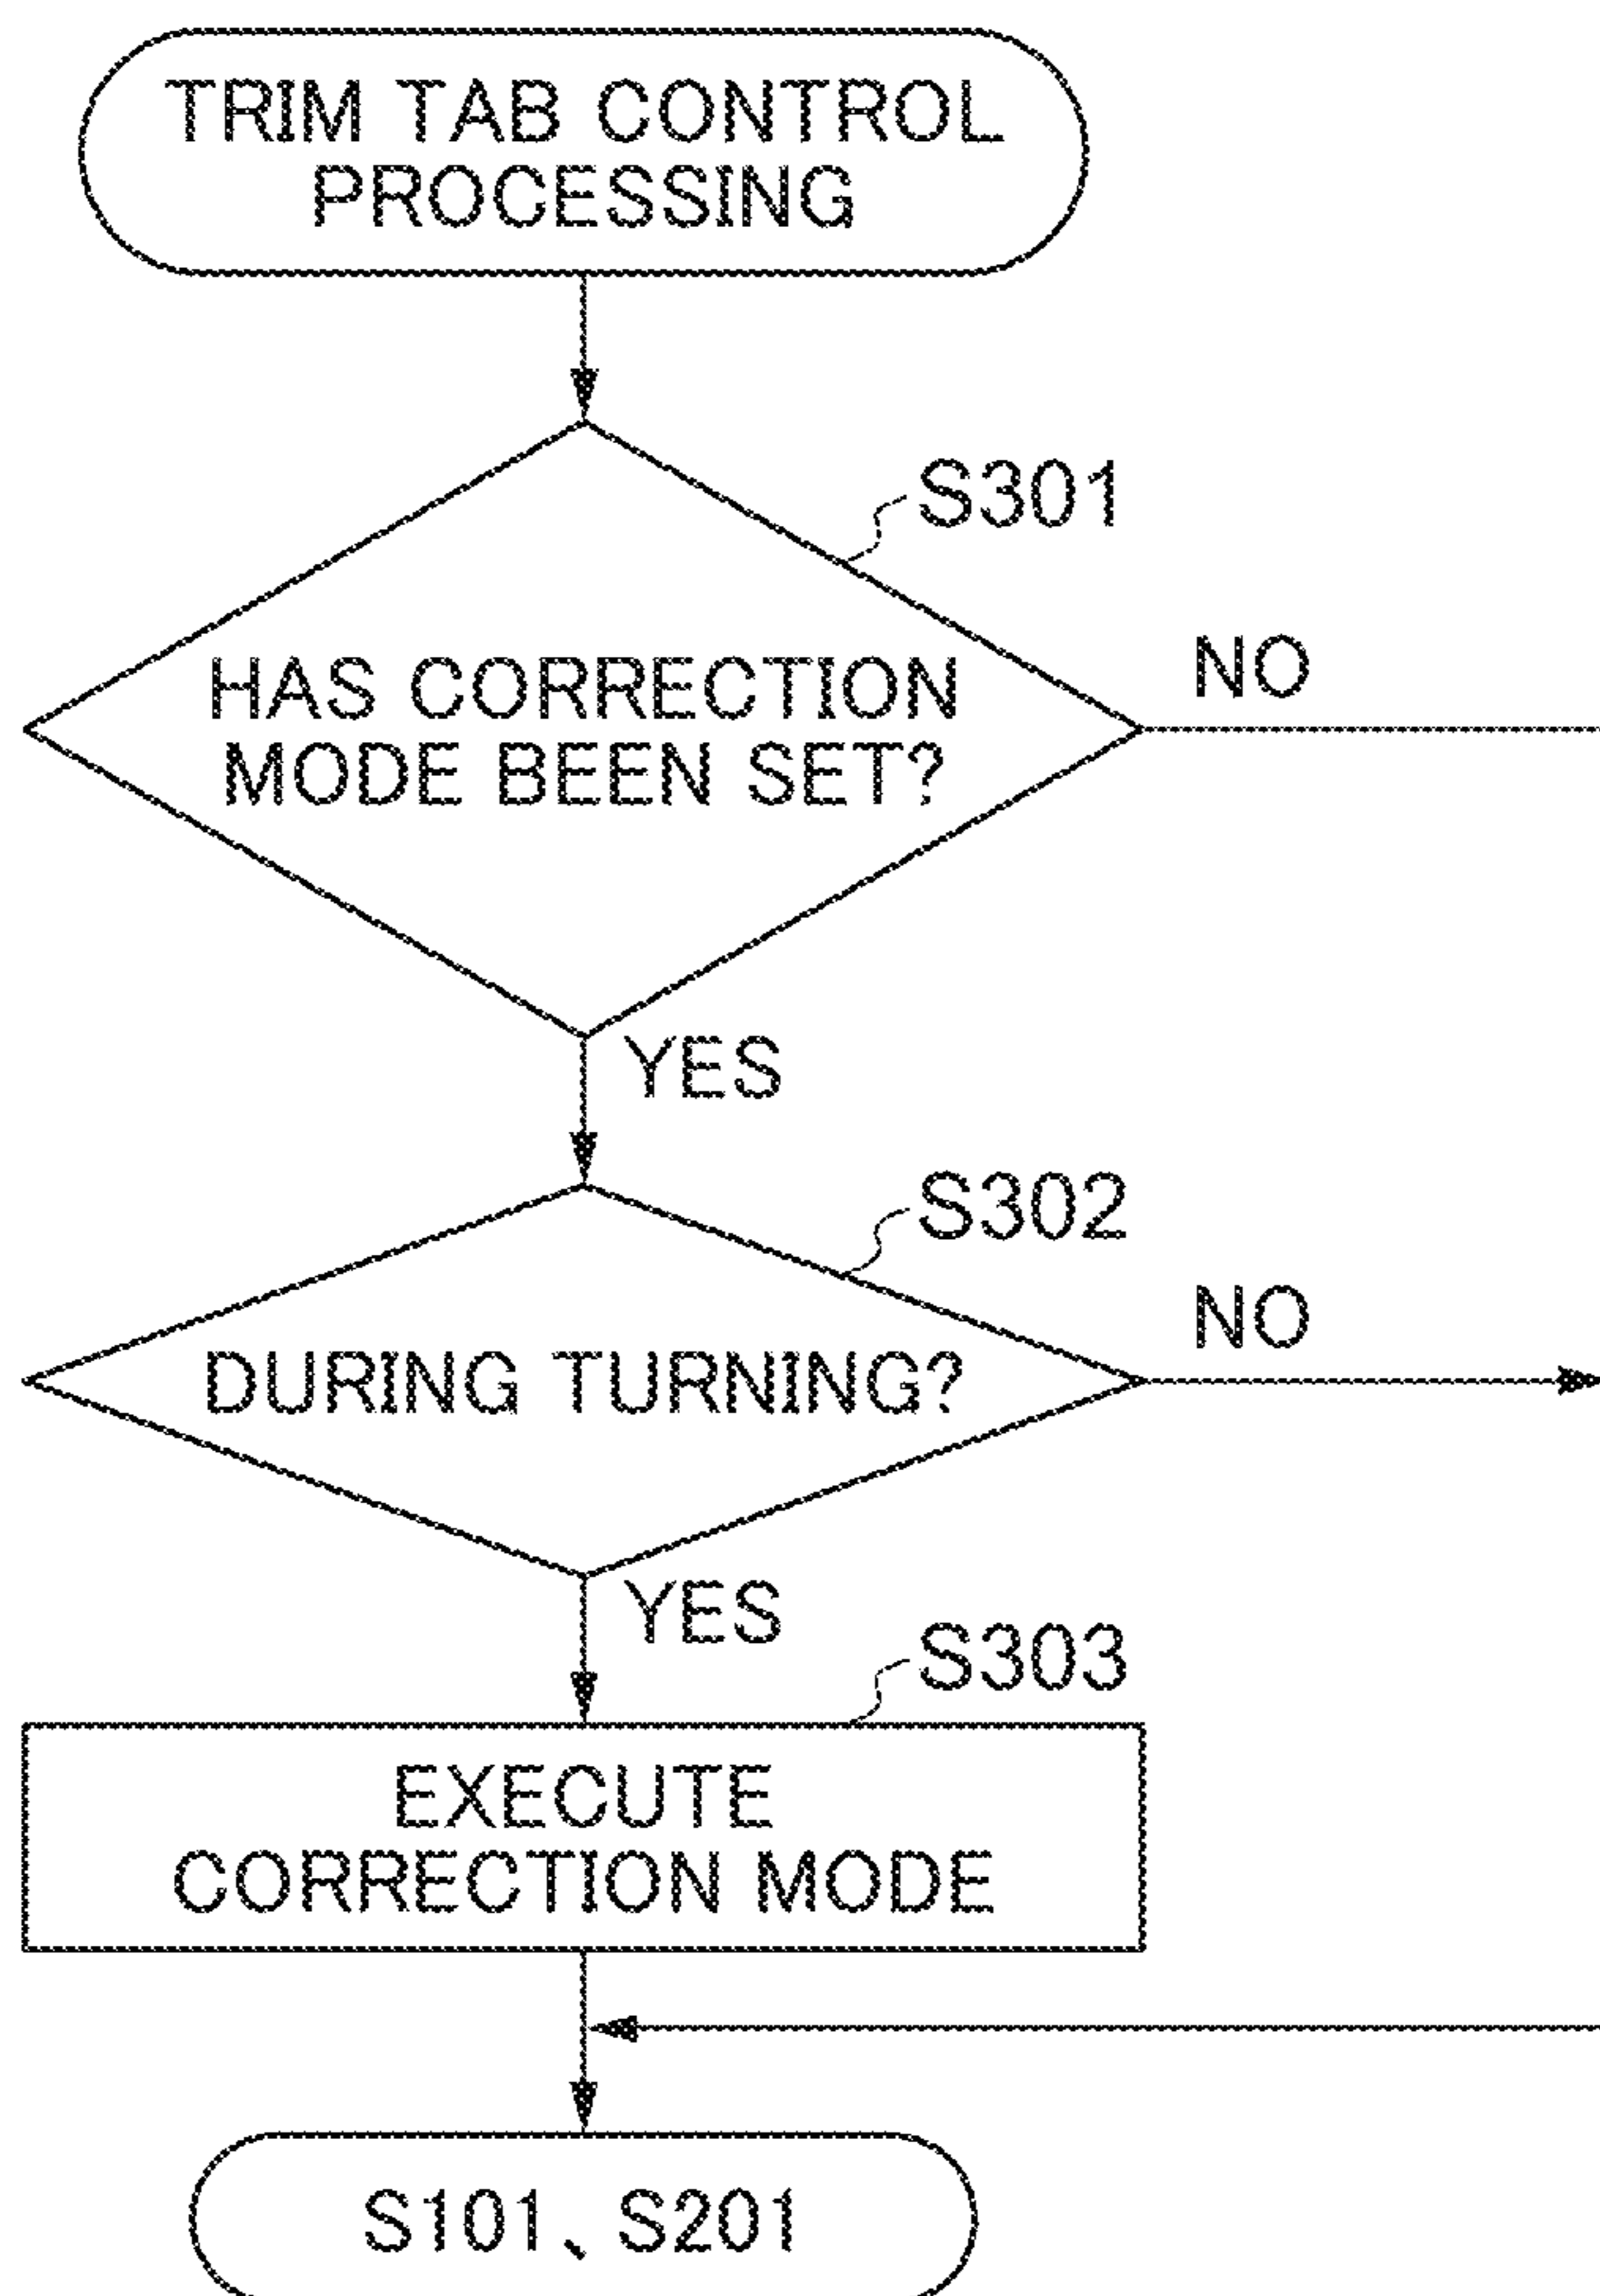 TRIM TAB CONTROL
PROCESSING
S301
HAS CORRECTION
MODE BEEN SET?
NO
YES
S302
DURING TURNING?
NO
YES
S303
EXECUTE
CORRECTION MODE
S101、S201